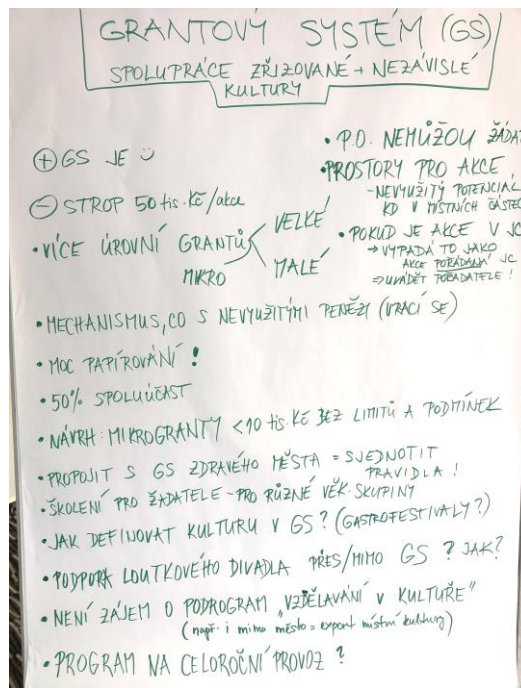 GRANTOVÝ SYSTÉM (GS)
SPOLUPRÁCE ZŘIZOVANÉ + NEZÁVISLÉ
KULTURY
⊕ GS JE
⊖ STROP 50 tis. Kč/akce
• VÍCE ÚROVNÍ GRANTŮ
VELKÉ
MALÉ
MIKRO
• P.O. NEMŮŽOU ŽÁDAT
• PROSTORY PRO AKCE
- NEVYUŽITÝ POTENCIÁL
KD V MÍSTNÍCH ČÁSTEC
• POKUD JE AKCE V JC
→ VYPADÁ TO JAKO
AKCE POŘÁDANÁ JC
⇒ UVÁDĚT POŘADATELE!
• MECHANISMUS, CO S NEVYUŽITÝMI PENĚZI (VRACÍ SE)
• MOC PAPÍROVÁNÍ !
• 50% SPOLUÚČAST
• NÁVRH: MIKROGRANTY <10 tis. Kč BEZ LIMITŮ A PODMÍNEK
• PROPOJIT S GS ZDRAVÉHO MĚSTA = SJEDNOTIT
PRAVIDLA !
• ŠKOLENÍ PRO ŽADATELE - PRO RŮZNÉ VĚK. SKUPINY
• JAK DEFINOVAT KULTURU V GS? (GASTROFESTIVALY?)
• PODPORA LOUTKOVÉHO DIVADLA PŘES/MIMO GS ? JAK?
• NENÍ ZÁJEM O PODPROGRAM „VZDĚLAVÁNÍ V KULTUŘE"
(např. i mimo město = export místní kultury)
• PROGRAM NA CELOROČNÍ PROVOZ ?